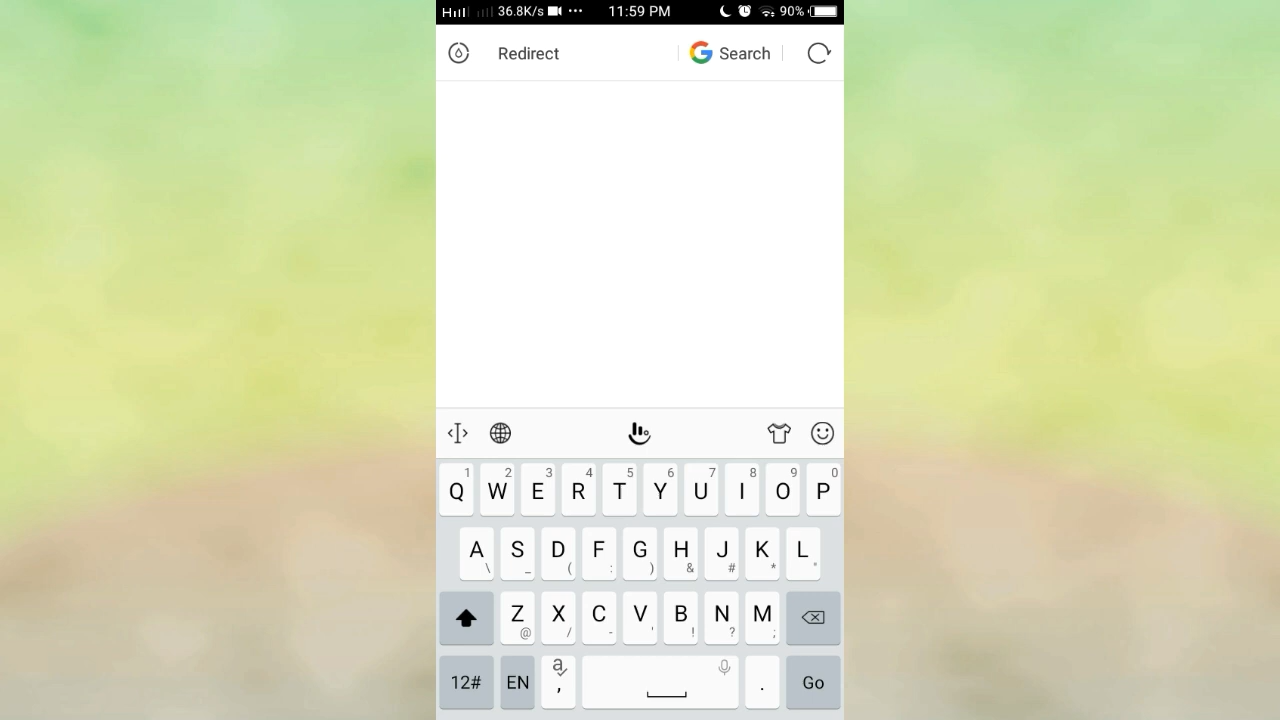 36.8K/s ... 11:59 PM 90%
Redirect Search
1 2 3 4 5 6 7 8 9 0
Q W E R T Y U I O P
A S D F G H J K L
\ _ ( : ) & # * "
Z X C V B N M
@ / - ' ! ? ;
12# EN a , . Go